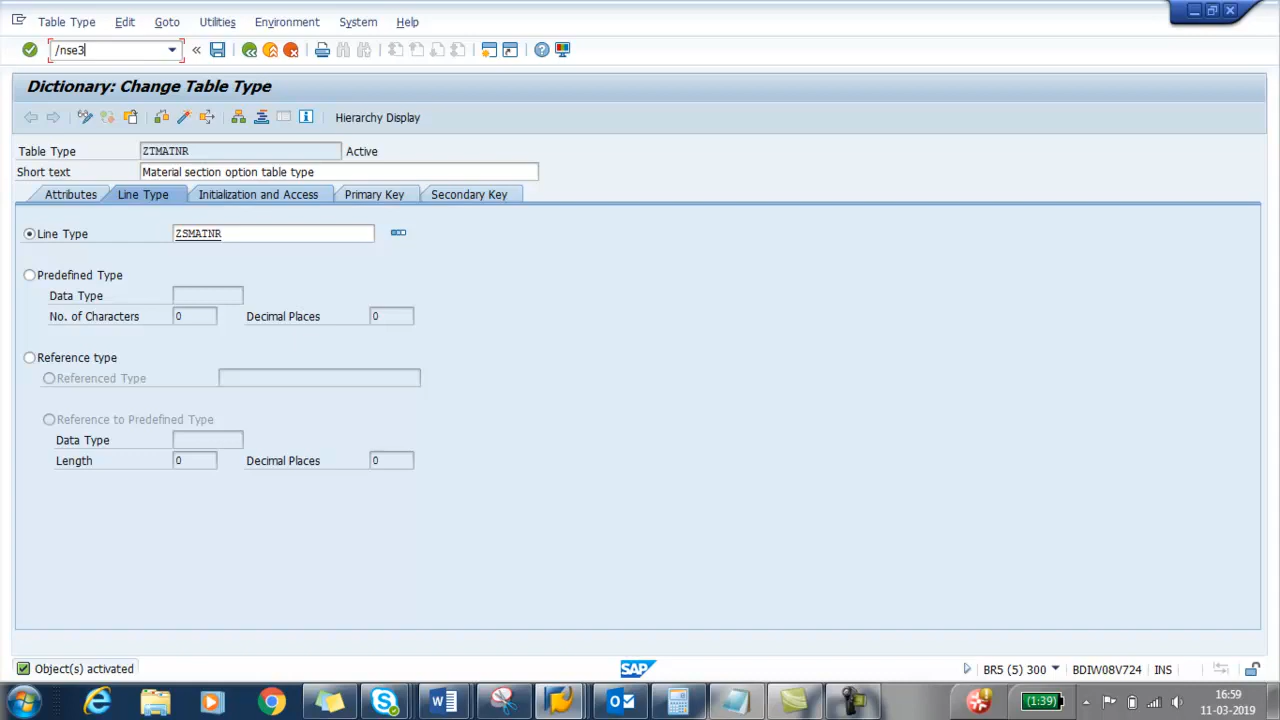 Table Type Edit Goto Utilities Environment System Help
/nse3
Dictionary: Change Table Type
Hierarchy Display
Table Type ZTMATNR Active
Short text Material section option table type
Attributes Line Type Initialization and Access Primary Key Secondary Key
Line Type ZSMATNR
Predefined Type
Data Type
No. of Characters 0 Decimal Places 0
Reference type
Referenced Type
Reference to Predefined Type
Data Type
Length 0 Decimal Places 0
Object(s) activated SAP BR5 (5) 300 BDIW08V724 INS
(1:39) 16:59
11-03-2019